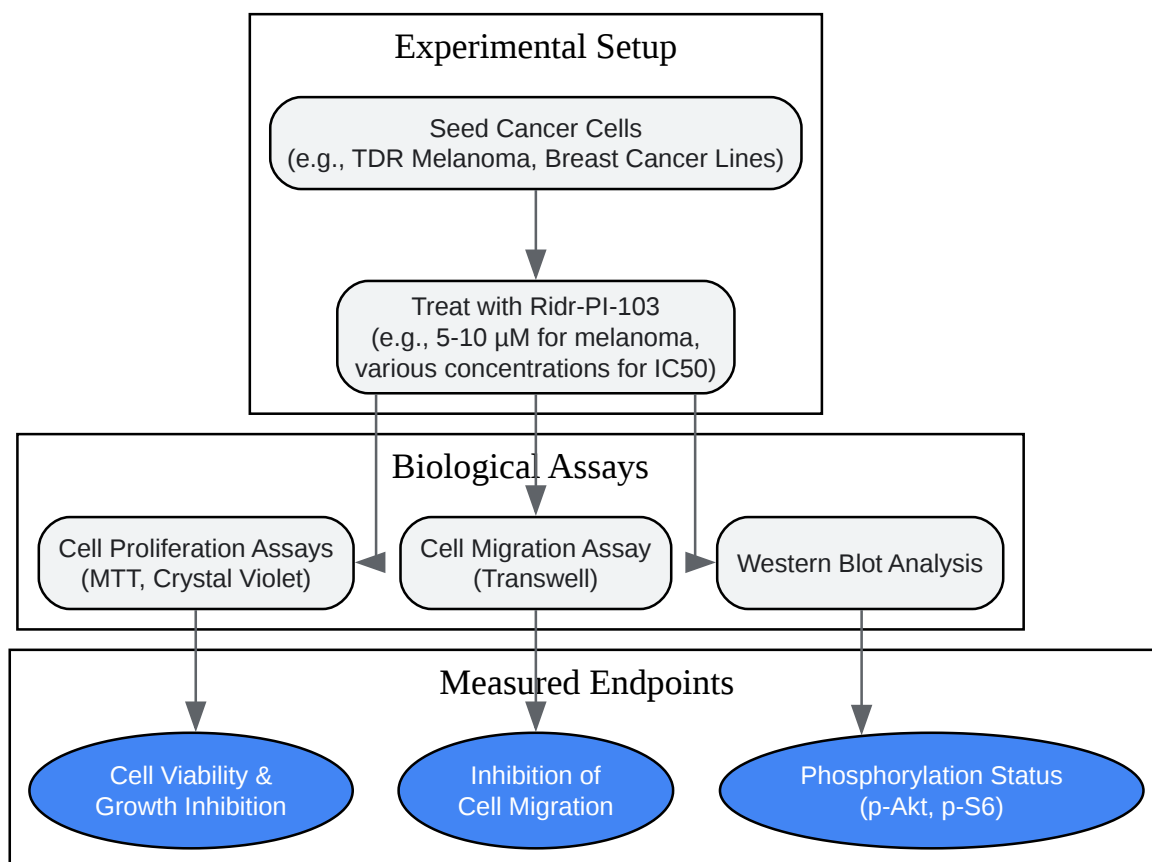 Experimental Setup
Seed Cancer Cells
(e.g., TDR Melanoma, Breast Cancer Lines)
Treat with Ridr-PI-103
(e.g., 5-10 µM for melanoma,
various concentrations for IC50)
Biological Assays
Cell Proliferation Assays
(MTT, Crystal Violet)
Cell Migration Assay
(Transwell)
Western Blot Analysis
Measured Endpoints
Cell Viability &
Growth Inhibition
Inhibition of
Cell Migration
Phosphorylation Status
(p-Akt, p-S6)